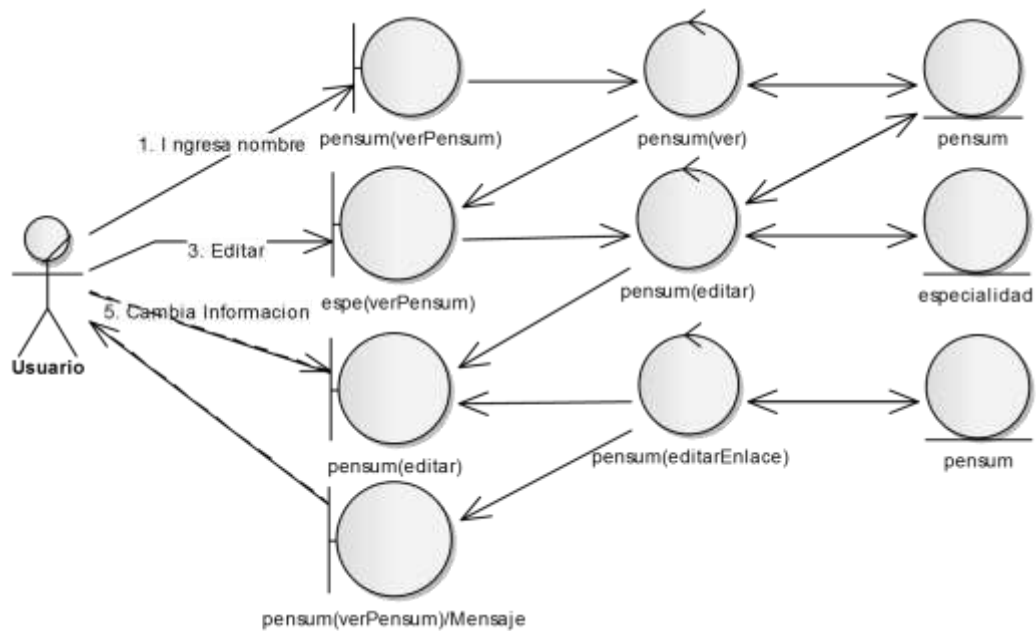 pensum(verPensum)
pensum(ver)
pensum
1. I ngresa nombre
3. Editar
espe(verPensum)
pensum(editar)
especialidad
5. Cambia Informacion
Usuario
pensum(editar)
pensum(editarEnlace)
pensum
pensum(verPensum)/Mensaje